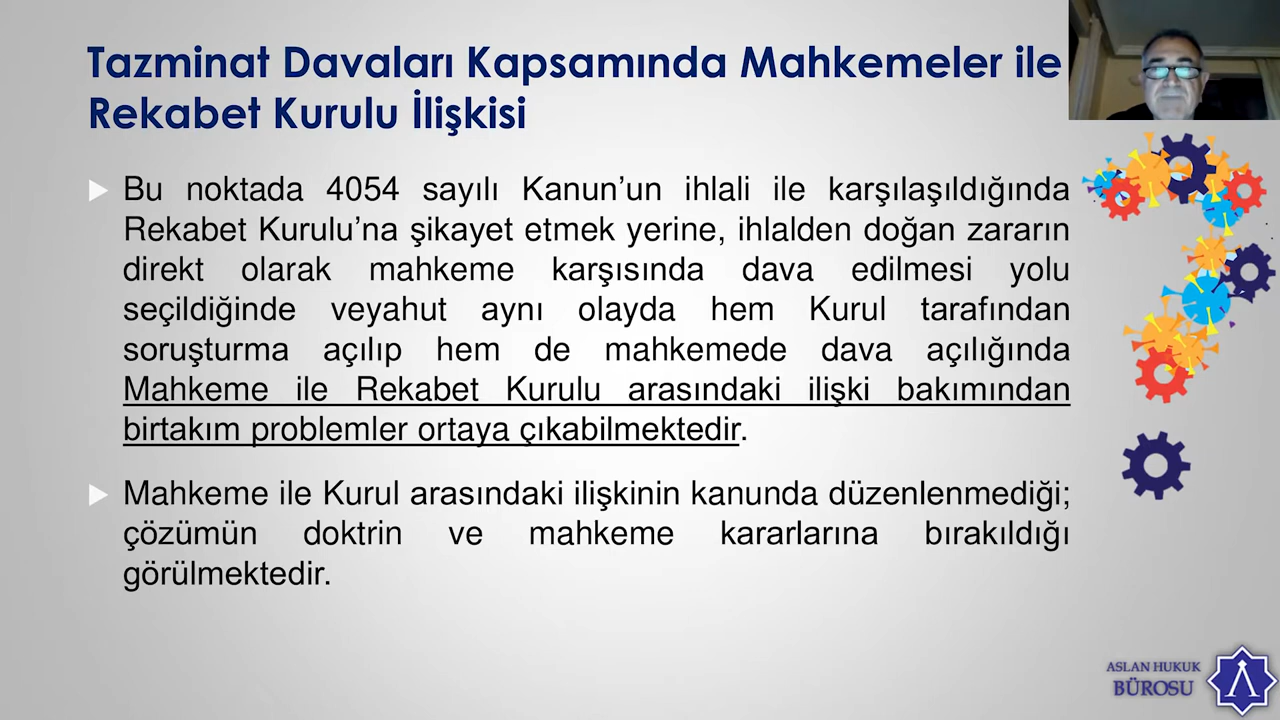 Tazminat Davaları Kapsamında Mahkemeler ile
Rekabet Kurulu İlişkisi
Bu noktada 4054 sayılı Kanun’un ihlali ile karşılaşıldığında
Rekabet Kurulu’na şikayet etmek yerine, ihlalden doğan zararın
direkt olarak mahkeme karşısında dava edilmesi yolu
seçildiğinde veyahut aynı olayda hem Kurul tarafından
soruşturma açılıp hem de mahkemede dava açılığında
Mahkeme ile Rekabet Kurulu arasındaki ilişki bakımından
birtakım problemler ortaya çıkabilmektedir.
Mahkeme ile Kurul arasındaki ilişkinin kanunda düzenlenmediği;
çözümün doktrin ve mahkeme kararlarına bırakıldığı
görülmektedir.
ASLAN HUKUK
BÜROSU